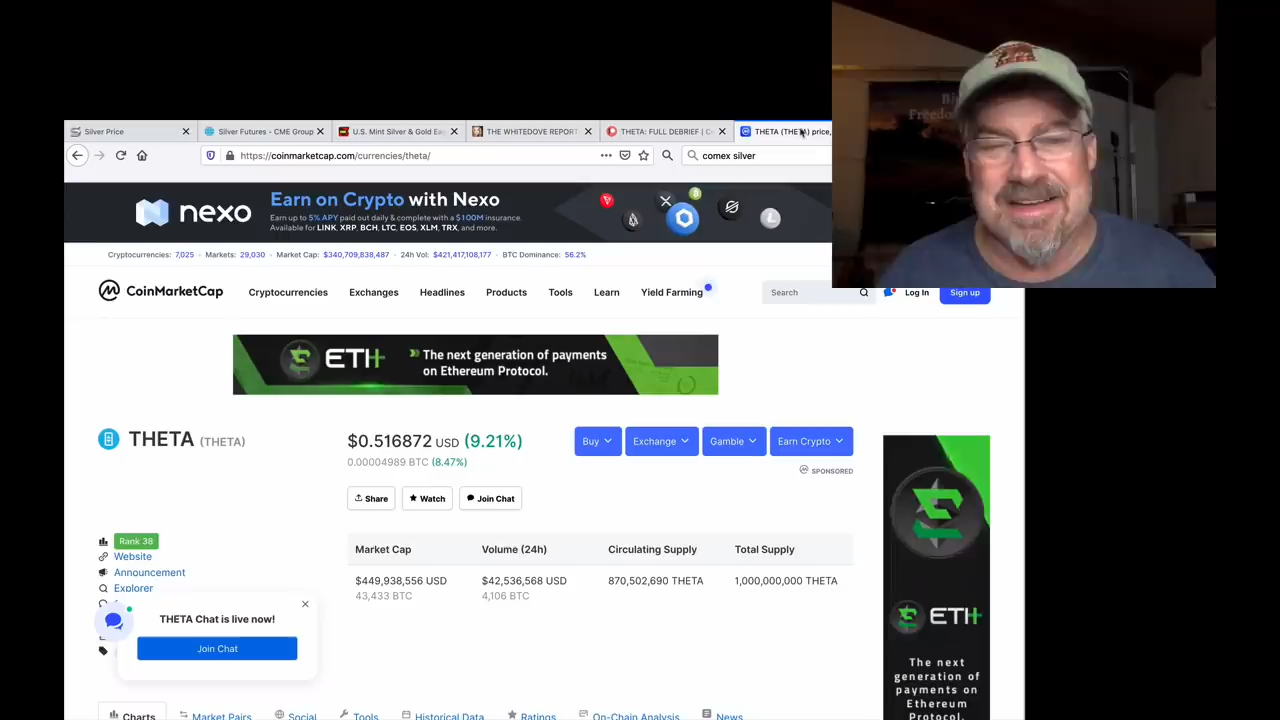 Silver Price
Silver Futures - CME Group
U.S. Mint Silver & Gold Ea
THE WHITEDOVE REPORT
THETA: FULL DEBRIEF | C
THETA (THETA) price,
https://coinmarketcap.com/currencies/theta/
comex silver
nexo
Earn on Crypto with Nexo
Earn up to 5% APY paid out daily & complete with a $100M insurance.
Available for LINK, XRP, BCH, LTC, EOS, XLM, TRX, and more.
Cryptocurrencies: 7,025 · Markets: 29,030 · Market Cap: $340,709,838,487 · 24h Vol: $421,417,108,177 · BTC Dominance: 56.2%
CoinMarketCap
Cryptocurrencies Exchanges Headlines Products Tools Learn Yield Farming
Search
Log In
Sign up
ETH
The next generation of payments
on Ethereum Protocol.
THETA (THETA)
$0.516872 USD (9.21%)
0.00004989 BTC (8.47%)
Buy
Exchange
Gamble
Earn Crypto
SPONSORED
Share
Watch
Join Chat
Rank 38
Website
Announcement
Explorer
Market Cap Volume (24h) Circulating Supply Total Supply
$449,938,556 USD $42,536,568 USD 870,502,690 THETA 1,000,000,000 THETA
43,433 BTC 4,106 BTC
THETA Chat is live now!
Join Chat
ETH
The next
generation of
payments on
Ethereum
Protocol.
Charts Market Pairs Social Tools Historical Data Ratings On-Chain Analysis News